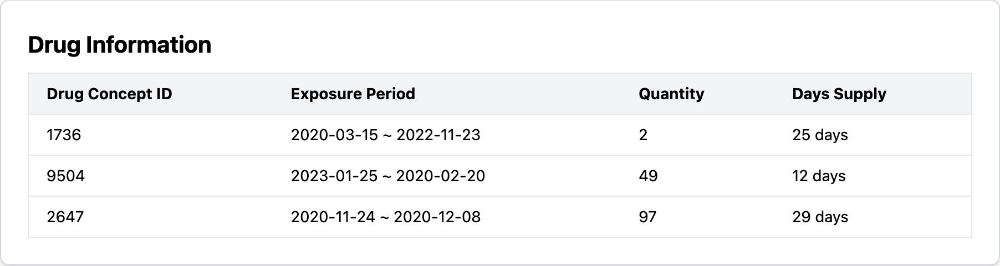 Drug Information
Drug Concept ID Exposure Period Quantity Days Supply
1736 2020-03-15 ~ 2022-11-23 2 25 days
9504 2023-01-25 ~ 2020-02-20 49 12 days
2647 2020-11-24 ~ 2020-12-08 97 29 days